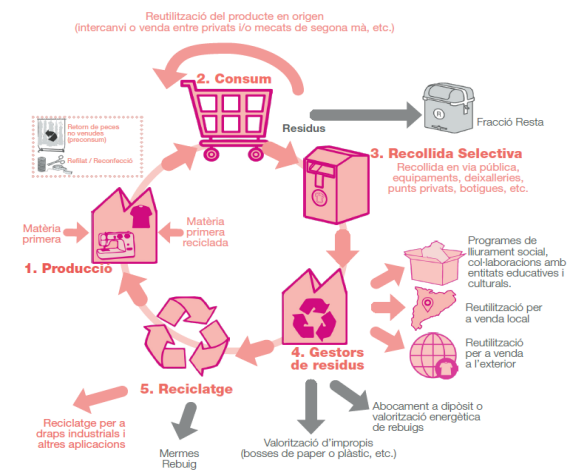 Reutilització del producte en origen
(intercanvi o venda entre privats i/o mecats de segona mà, etc.)
2. Consum
Residus
R
Fracció Resta
Retorn de peces
no venudes
(preconsum)
Refilat / Reconfecció
3. Recollida Selectiva
Recollida en via pública,
equipaments, deixalleries,
punts privats, botigues, etc.
Matèria
primera
Matèria
primera
reciclada
1. Producció
Programes de
lliurament social,
col·laboracions amb
entitats educatives i
culturals.
Reutilització per
a venda local
Reutilització
per a venda
a l'exterior
4. Gestors
de residus
5. Reciclatge
Reciclatge per a
draps industrials i
altres aplicacions
Mermes
Rebuig
Valorització d'impropis
(bosses de paper o plàstic, etc.)
Abocament a dipòsit o
valorització energètica
de rebuigs